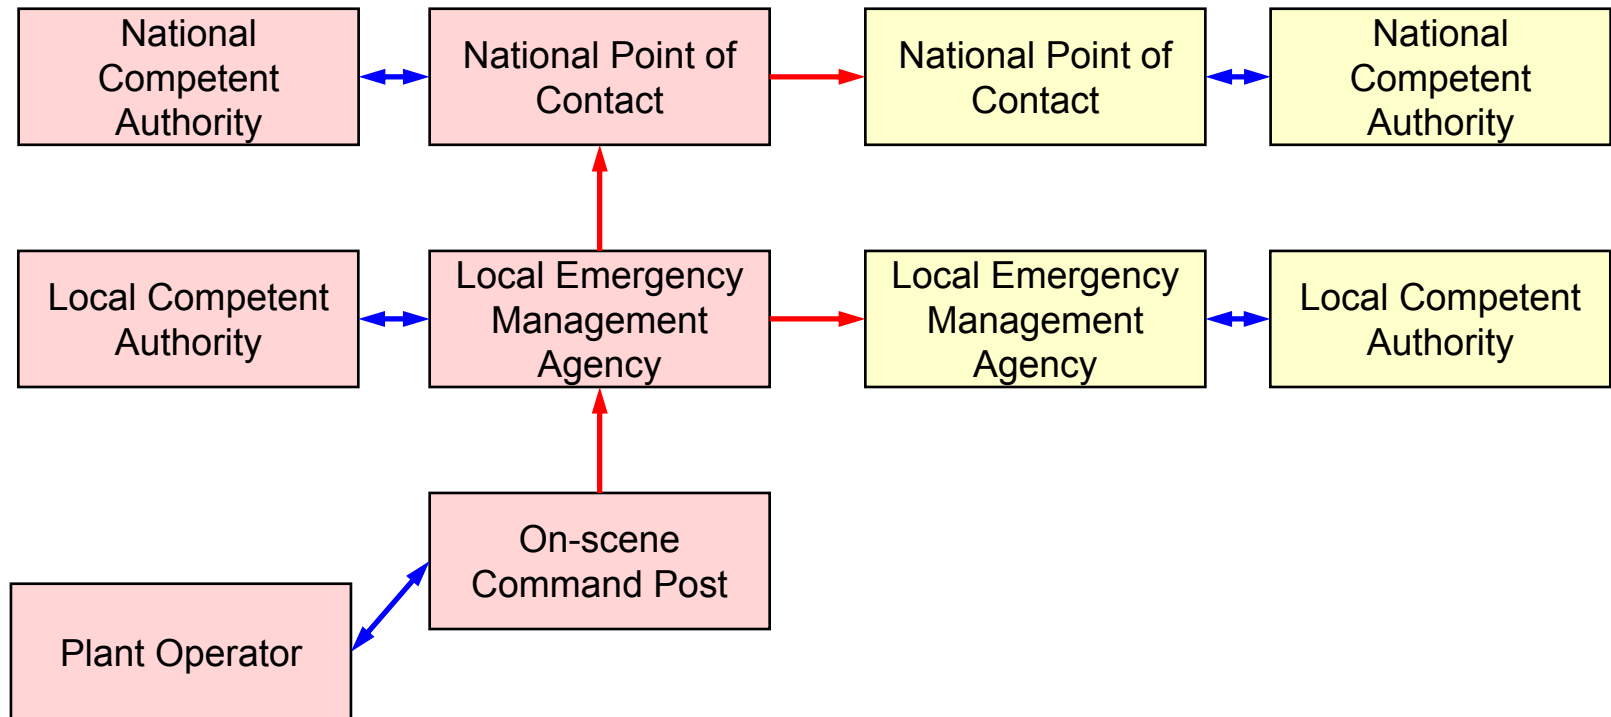 National
Competent
Authority
National Point of
Contact
National Point of
Contact
National
Competent
Authority
Local Competent
Authority
Local Emergency
Management
Agency
Local Emergency
Management
Agency
Local Competent
Authority
On-scene
Command Post
Plant Operator